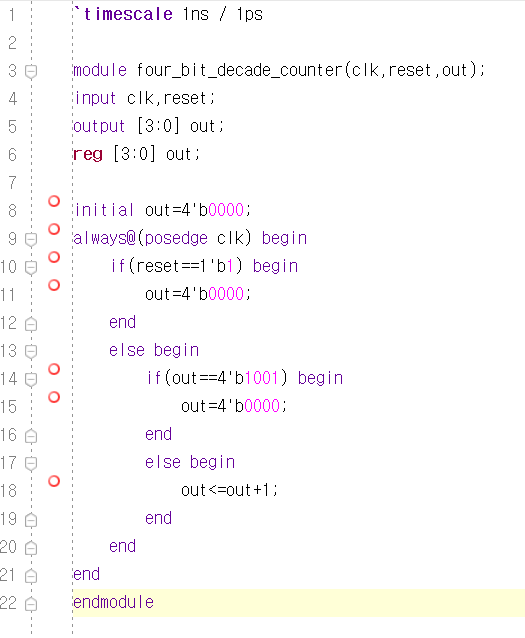 1 `timescale 1ns / 1ps
2
3 module four_bit_decade_counter(clk,reset,out);
4 input clk,reset;
5 output [3:0] out;
6 reg [3:0] out;
7
8 initial out=4'b0000;
9 always@(posedge clk) begin
10 if(reset==1'b1) begin
11 out=4'b0000;
12 end
13 else begin
14 if(out==4'b1001) begin
15 out=4'b0000;
16 end
17 else begin
18 out<=out+1;
19 end
20 end
21 end
22 endmodule